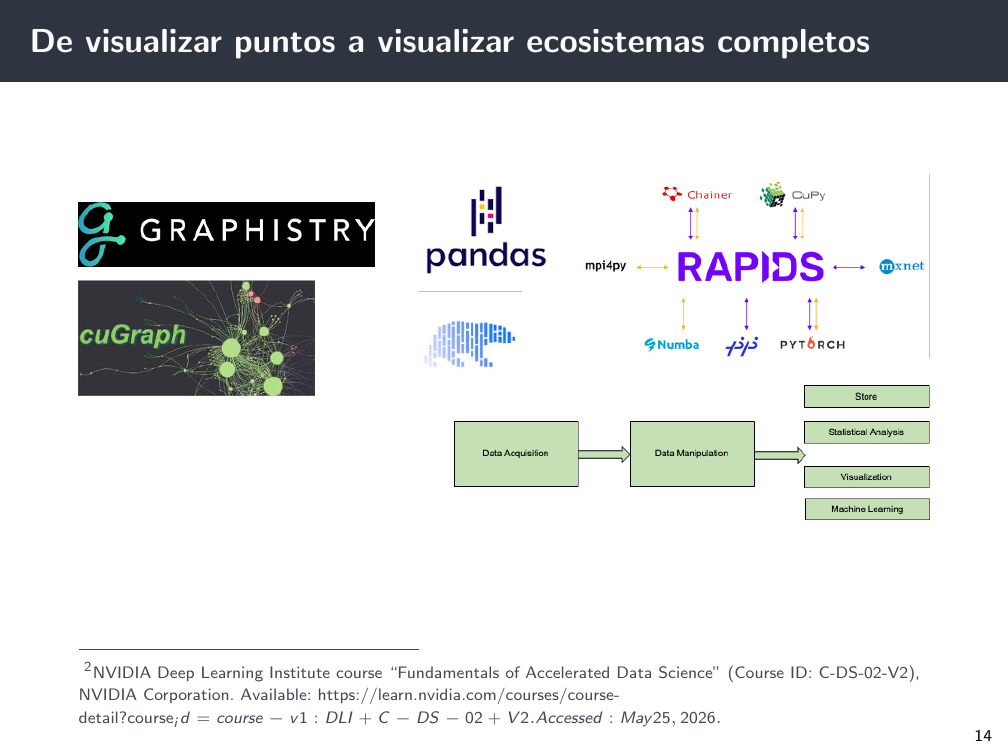 De visualizar puntos a visualizar ecosistemas completos
GRAPHISTRY
cuGraph
pandas
Chainer
CuPy
mpi4py
RAPIDS
mxnet
Numba
PYTORCH
Data Acquisition
Data Manipulation
Store
Statistical Analysis
Visualization
Machine Learning
2NVIDIA Deep Learning Institute course “Fundamentals of Accelerated Data Science” (Course ID: C-DS-02-V2),
NVIDIA Corporation. Available: https://learn.nvidia.com/courses/course-
detail?courseid = course − v1 : DLI + C − DS − 02 + V2.Accessed : May25, 2026.
14